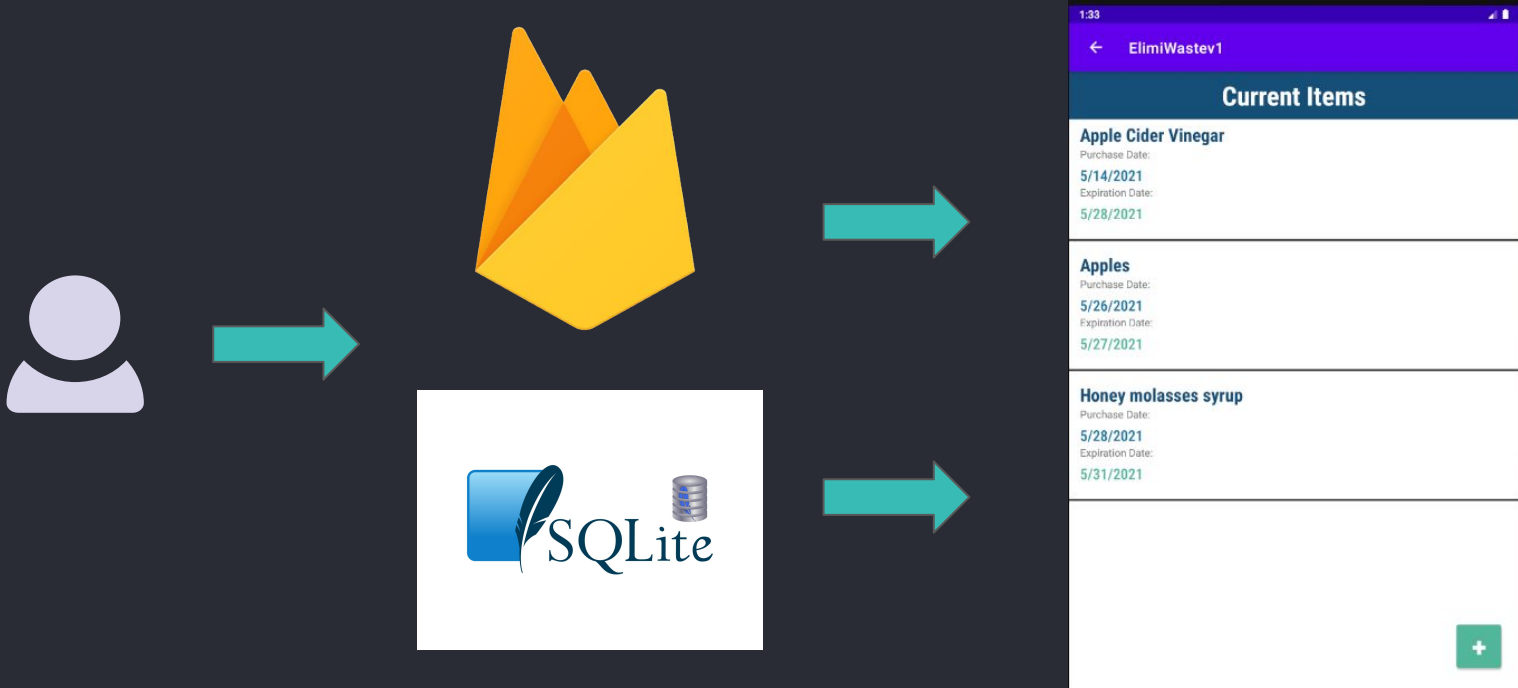 SQLite
1:33
ElimiWastev1
Current Items
Apple Cider Vinegar
Purchase Date:
5/14/2021
Expiration Date:
5/28/2021
Apples
Purchase Date:
5/26/2021
Expiration Date:
5/27/2021
Honey molasses syrup
Purchase Date:
5/28/2021
Expiration Date:
5/31/2021